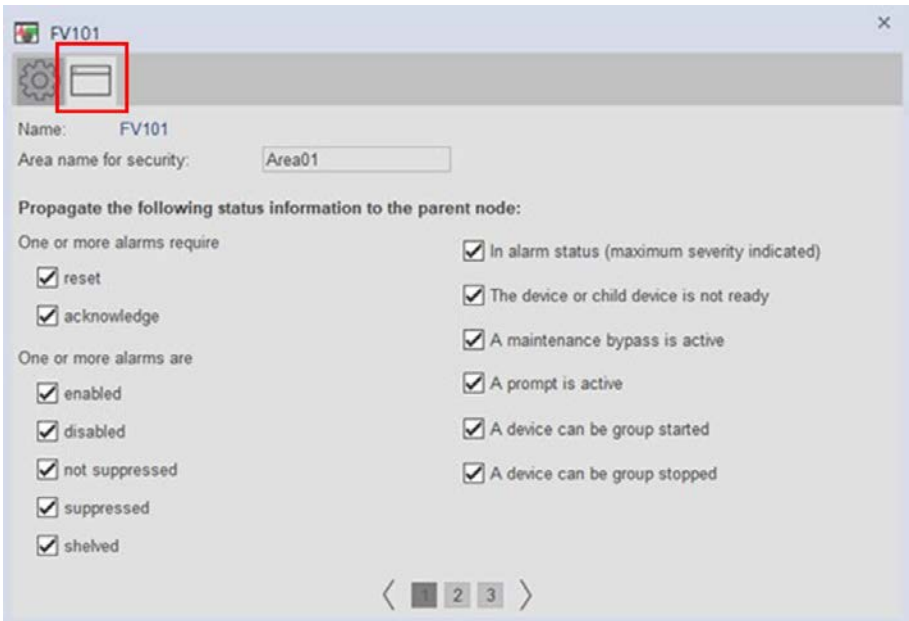 FV101
Name: FV101
Area name for security: Area01
Propagate the following status information to the parent node:
One or more alarms require
reset
acknowledge
One or more alarms are
enabled
disabled
not suppressed
suppressed
shelved
In alarm status (maximum severity indicated)
The device or child device is not ready
A maintenance bypass is active
A prompt is active
A device can be group started
A device can be group stopped
1 2 3